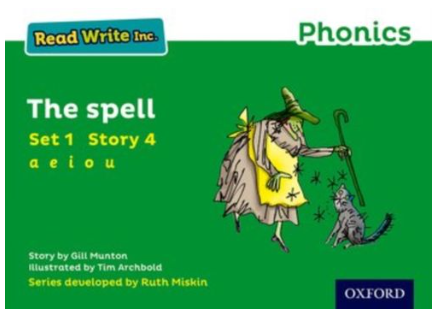 Read Write Inc.
Phonics
The spell
Set 1 Story 4
a e i o u
Story by Gill Munton
Illustrated by Tim Archbold
Series developed by Ruth Miskin
OXFORD